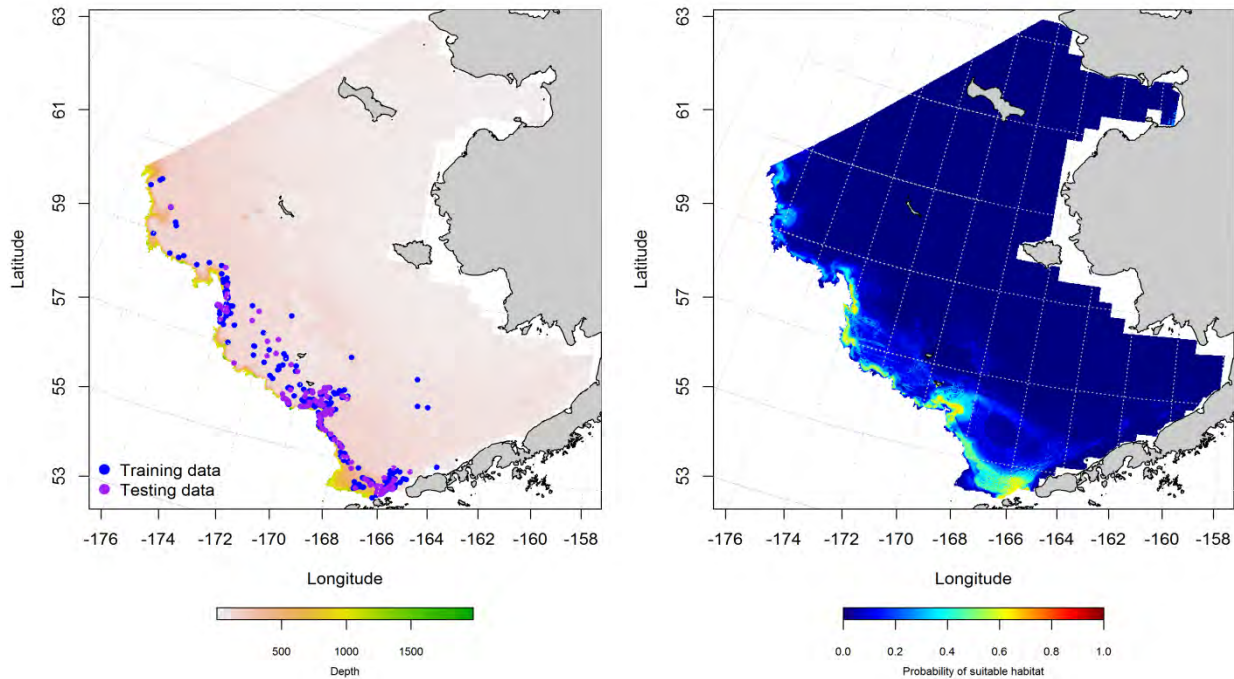 63
61
59
57
55
53
Latitude
Training data
Testing data
-176 -174 -172 -170 -168 -166 -164 -162 -160 -158
Longitude
500 1000 1500
Depth
63
61
59
57
55
53
Latitude
-176 -174 -172 -170 -168 -166 -164 -162 -160 -158
Longitude
0.0 0.2 0.4 0.6 0.8 1.0
Probability of suitable habitat